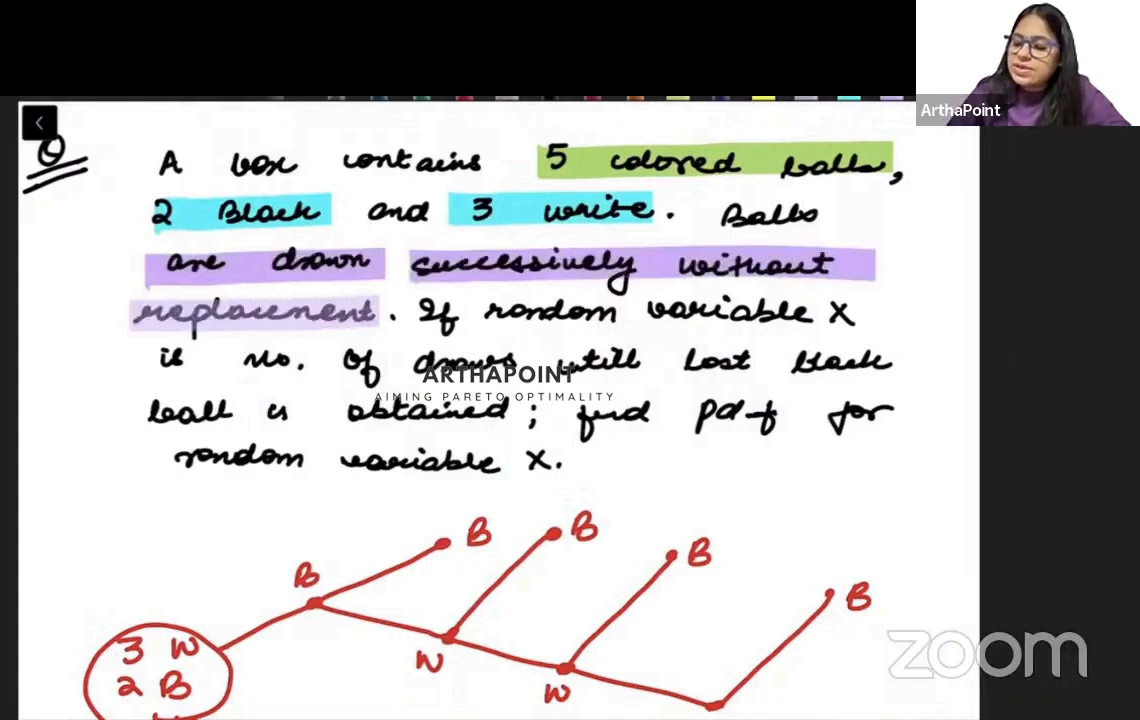 ArthaPoint
Q
A box contains 5 colored balls,
2 Black and 3 write. Balls
are drawn successively without
replacement. If random variable X
is no. of draws till last black
ARTHAPOINT
AIMING PARETO OPTIMALITY
ball is obtained; find pdf for
random variable X.
B B B B
B
3 W
2 B
W W
zoom